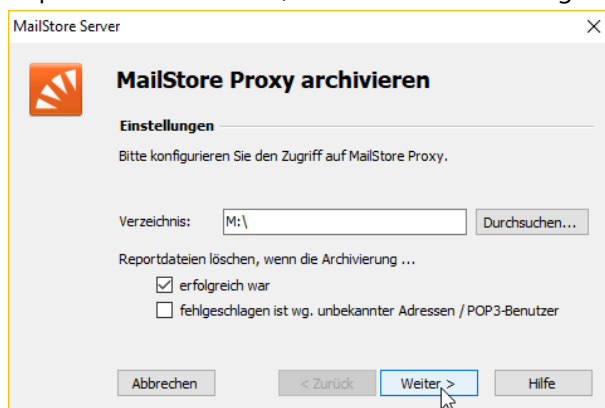 MailStore Server
MailStore Proxy archivieren
Einstellungen
Bitte konfigurieren Sie den Zugriff auf MailStore Proxy.
Verzeichnis: M:\ Durchsuchen...
Reportdateien löschen, wenn die Archivierung ...
erfolgreich war
fehlgeschlagen ist wg. unbekannter Adressen / POP3-Benutzer
Abbrechen < Zurück Weiter > Hilfe